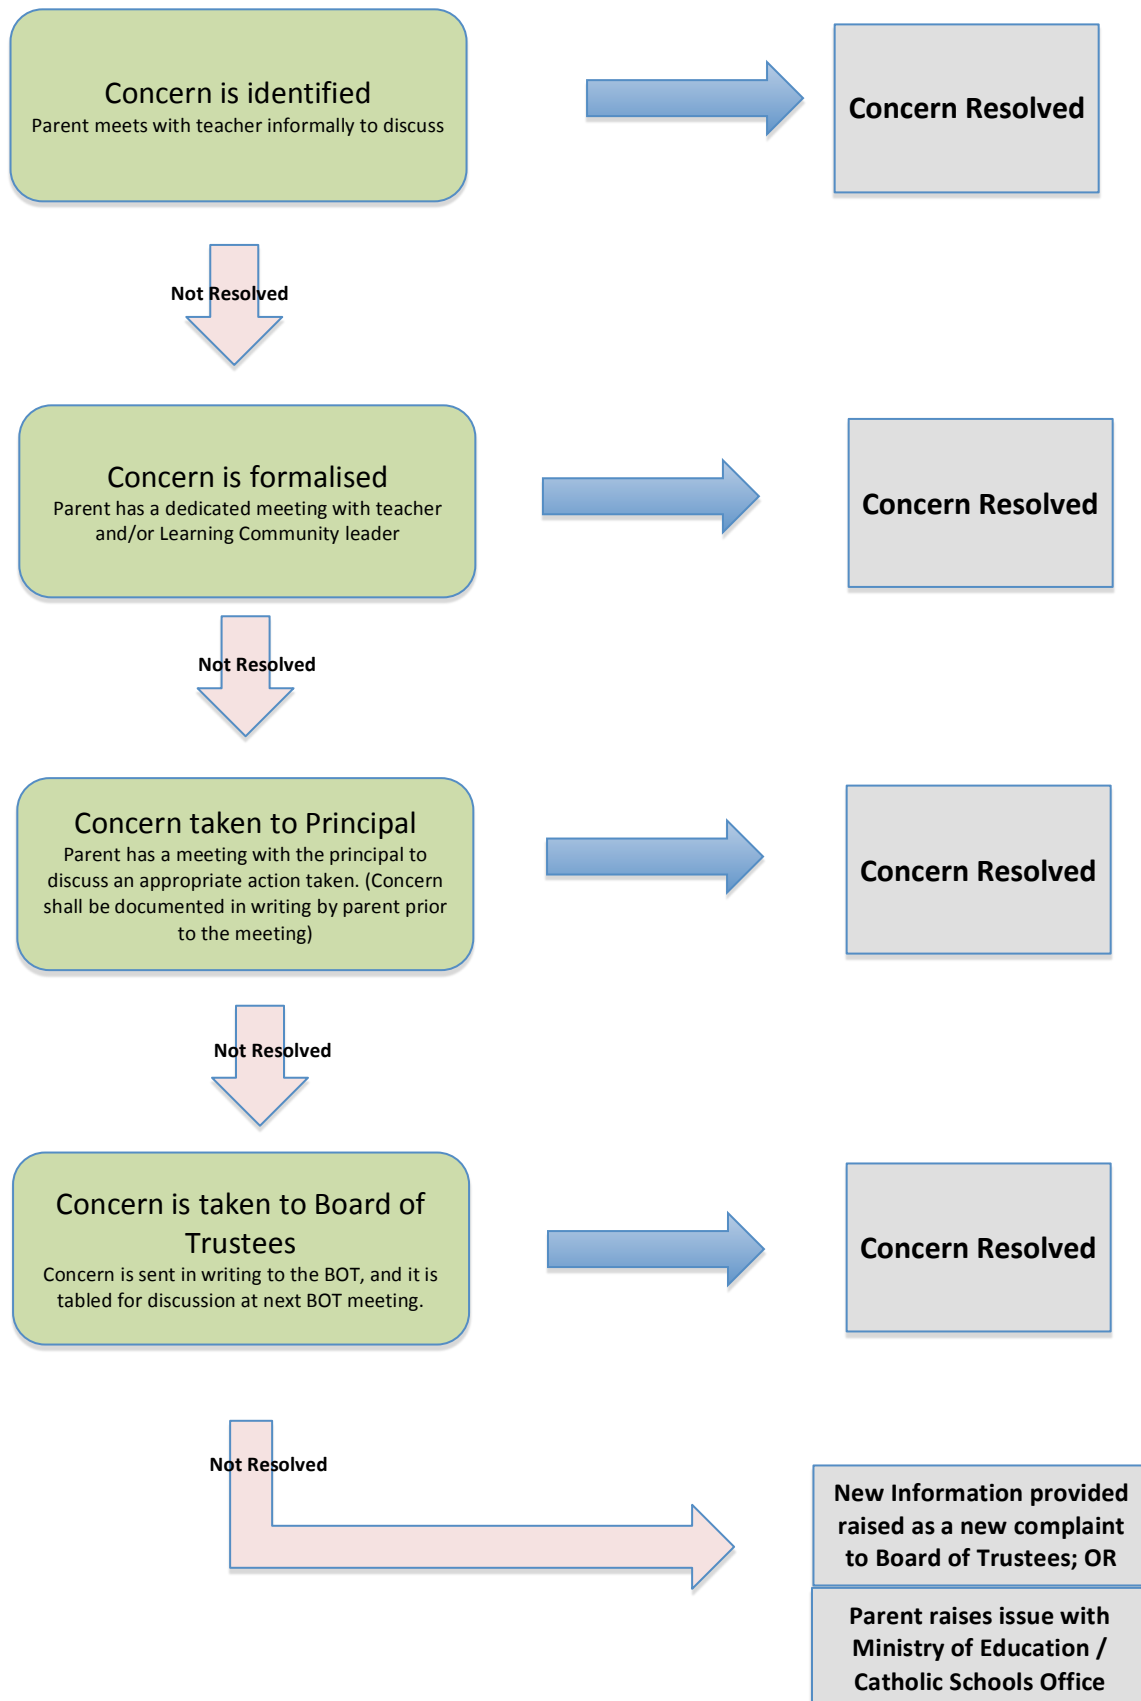 Concern is identified
Parent meets with teacher informally to discuss
Concern Resolved
Not Resolved
Concern is formalised
Parent has a dedicated meeting with teacher
and/or Learning Community leader
Concern Resolved
Not Resolved
Concern taken to Principal
Parent has a meeting with the principal to
discuss an appropriate action taken. (Concern
shall be documented in writing by parent prior
to the meeting)
Concern Resolved
Not Resolved
Concern is taken to Board of
Trustees
Concern is sent in writing to the BOT, and it is
tabled for discussion at next BOT meeting.
Concern Resolved
Not Resolved
New Information provided
raised as a new complaint
to Board of Trustees; OR
Parent raises issue with
Ministry of Education /
Catholic Schools Office